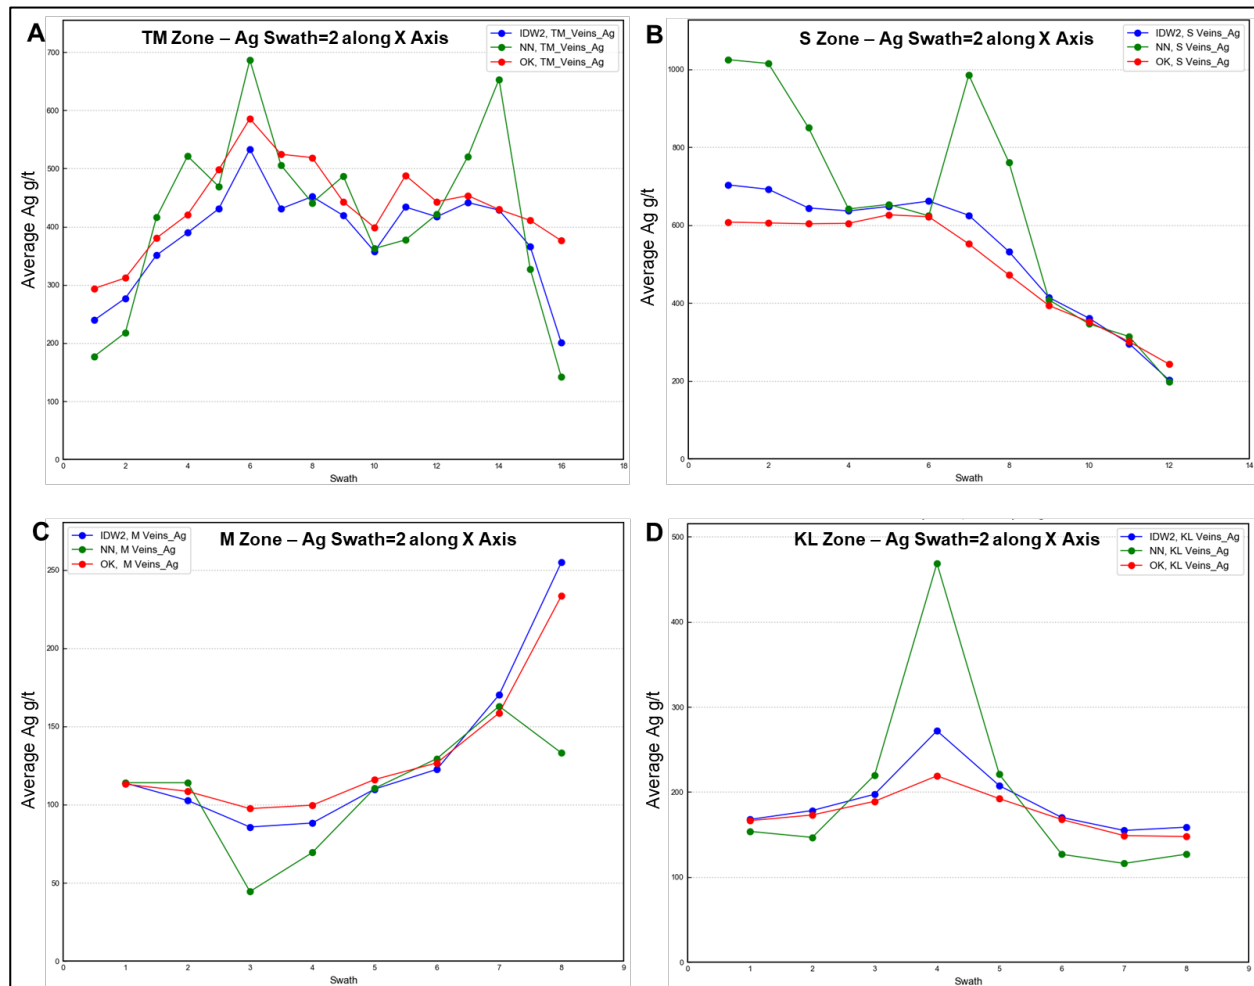 A
TM Zone – Ag Swath=2 along X Axis
IDW2, TM_Veins_Ag
NN, TM_Veins_Ag
OK, TM_Veins_Ag
Average Ag g/t
700
600
500
400
300
200
100
0
0 2 4 6 8 10 12 14 16 18
Swath
B
S Zone – Ag Swath=2 along X Axis
IDW2, S Veins_Ag
NN, S Veins_Ag
OK, S Veins_Ag
Average Ag g/t
1000
800
600
400
200
0
0 2 4 6 8 10 12 14
Swath
C
M Zone – Ag Swath=2 along X Axis
IDW2, M Veins_Ag
NN, M Veins_Ag
OK, M Veins_Ag
Average Ag g/t
250
200
150
100
50
0
0 1 2 3 4 5 6 7 8 9
Swath
D
KL Zone – Ag Swath=2 along X Axis
IDW2, KL Veins_Ag
NN, KL Veins_Ag
OK, KL Veins_Ag
Average Ag g/t
500
400
300
200
100
0
0 1 2 3 4 5 6 7 8 9
Swath